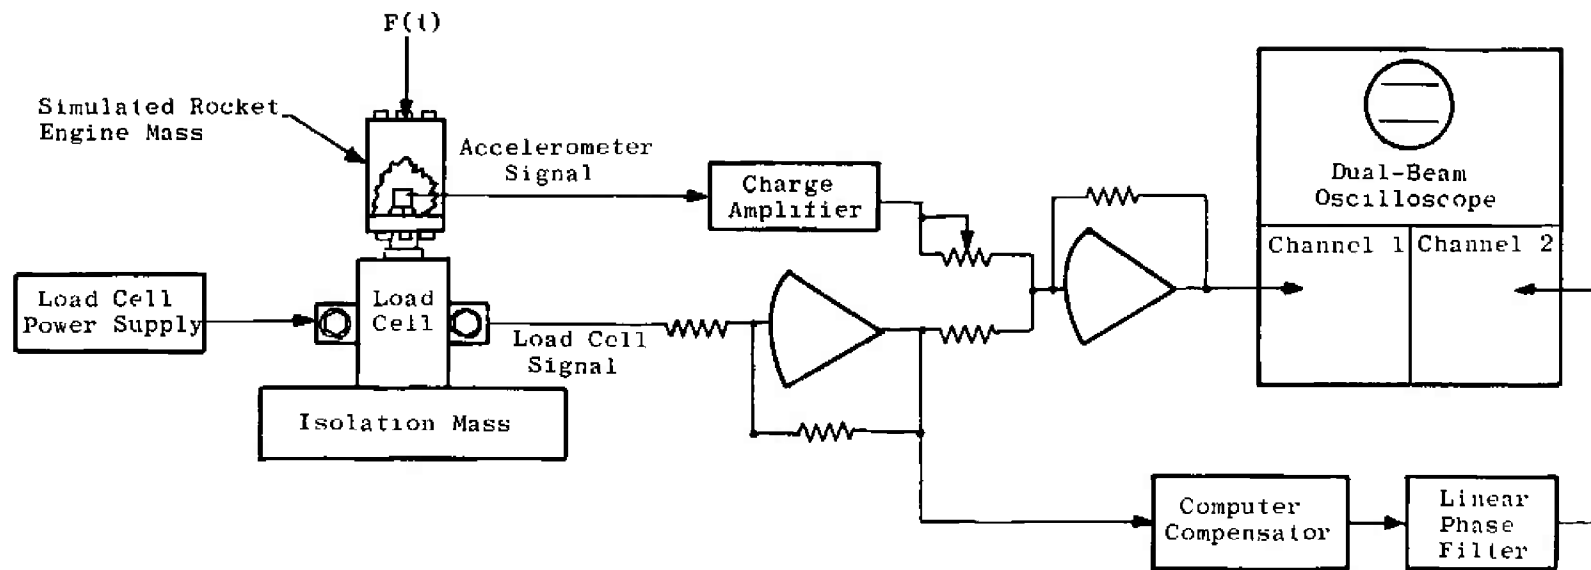 F(t)
Simulated Rocket
Engine Mass
Accelerometer
Signal
Charge
Amplifier
Dual-Beam
Oscilloscope
Channel 1
Channel 2
Load Cell
Power Supply
Load
Cell
Load Cell
Signal
Isolation Mass
Computer
Compensator
Linear
Phase
Filter